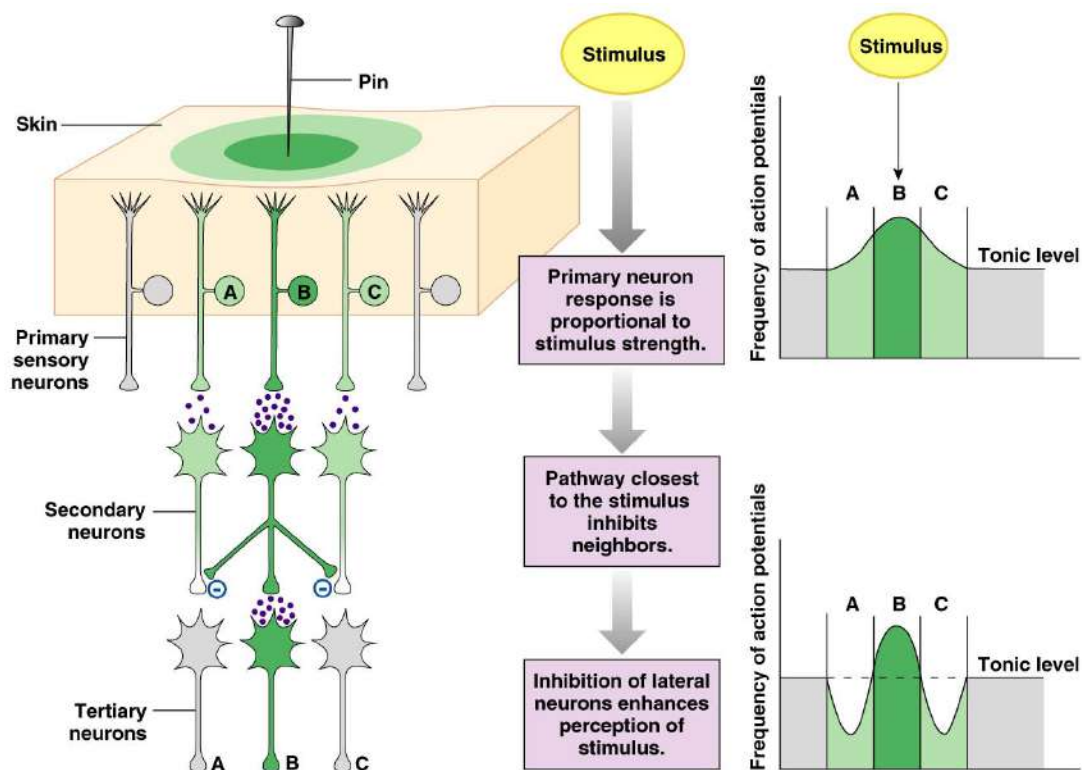 Pin
Skin
A
B
C
Primary
sensory
neurons
Secondary
neurons
-
-
Tertiary
neurons
A
B
C
Stimulus
Primary neuron
response is
proportional to
stimulus strength.
Pathway closest
to the stimulus
inhibits
neighbors.
Inhibition of lateral
neurons enhances
perception of
stimulus.
Stimulus
Frequency of action potentials
A B C
Tonic level
Frequency of action potentials
A B C
Tonic level